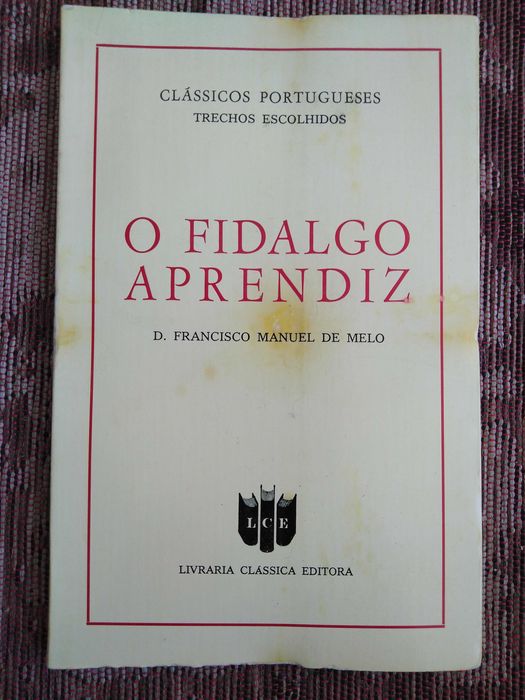 CLÁSSICOS PORTUGUESES
TRECHOS ESCOLHIDOS
O FIDALGO
APRENDIZ
D. FRANCISCO MANUEL DE MELO
LCE
LIVRARIA CLÁSSICA EDITORA